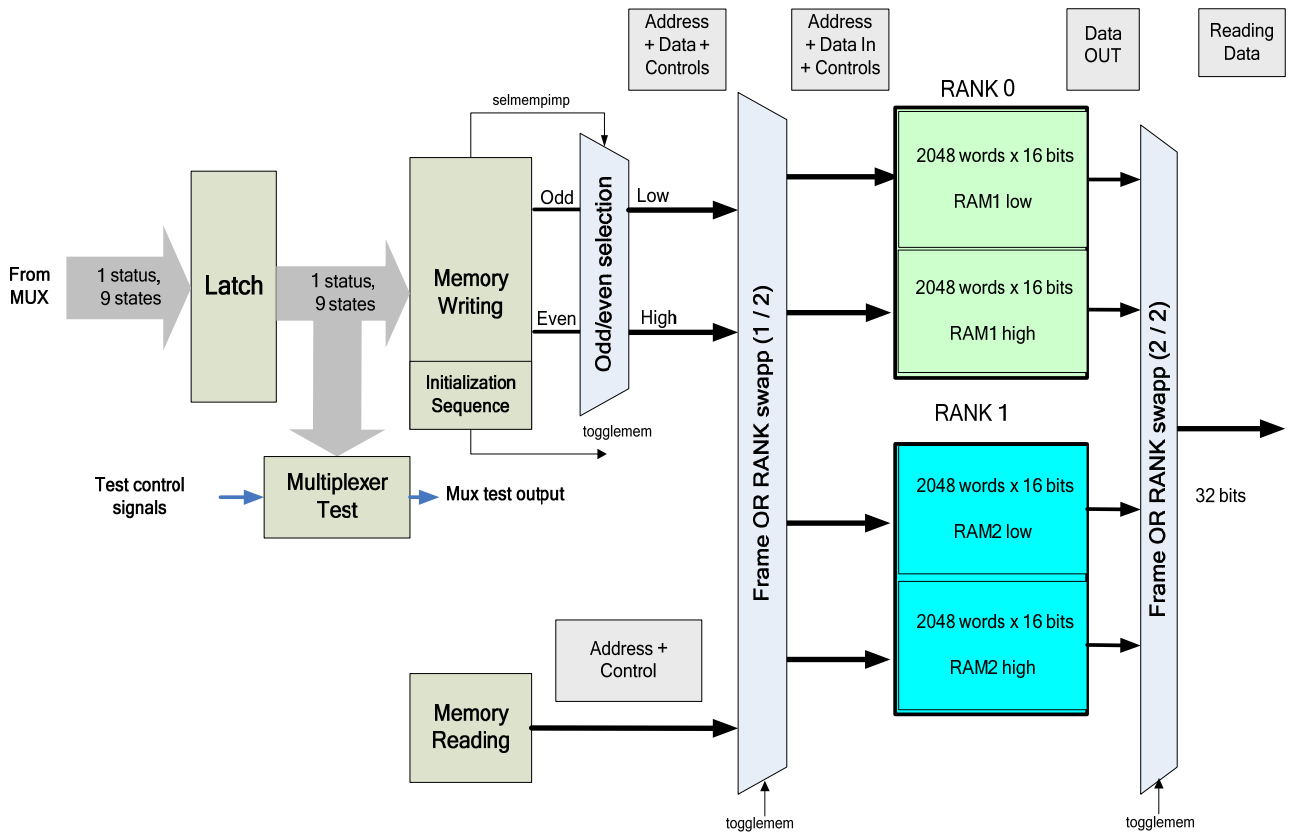 Address
+ Data +
Controls
Address
+ Data In
+ Controls
Data
OUT
Reading
Data
RANK 0
selmempimp
2048 words x 16 bits
RAM1 low
Odd
Low
Odd/even selection
From
MUX
1 status,
9 states
Latch
1 status,
9 states
Memory
Writing
2048 words x 16 bits
RAM1 high
Even
High
Initialization
Sequence
togglemem
RANK 1
Frame OR RANK swapp (1 / 2)
Frame OR RANK swapp (2 / 2)
Test control
signals
Multiplexer
Test
Mux test output
2048 words x 16 bits
RAM2 low
32 bits
2048 words x 16 bits
RAM2 high
Address +
Control
Memory
Reading
togglemem
togglemem